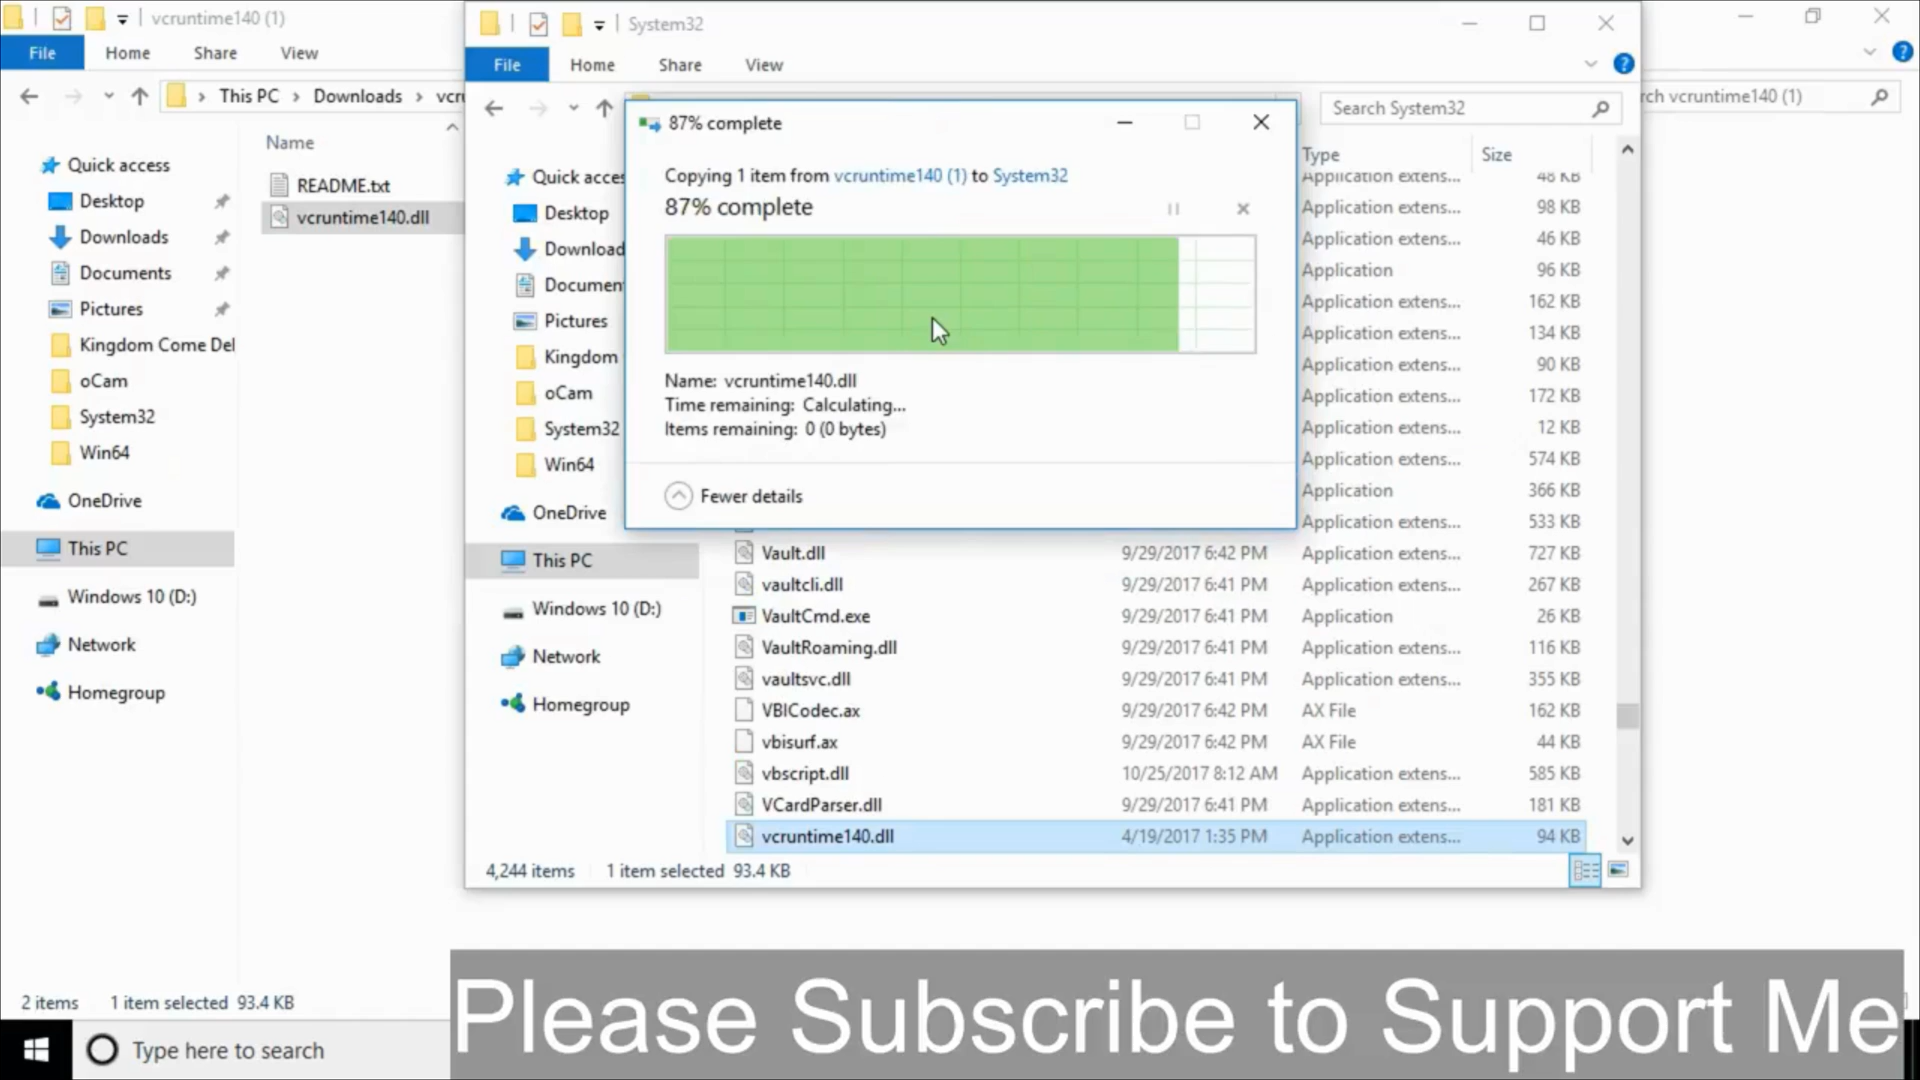 vcruntime140 (1)
File
Home
Share
View
This PC
Downloads
Name
Quick access
Desktop
Downloads
Documents
Pictures
Kingdom Come Del
oCam
System32
Win64
OneDrive
This PC
Windows 10 (D:)
Network
Homegroup
README.txt
vcruntime140.dll
2 items
1 item selected 93.4 KB
System32
File
Home
Share
View
Search System32
rch vcruntime140 (1)
Quick acces
Desktop
Download
Documen
Pictures
Kingdom
oCam
System32
Win64
OneDrive
This PC
Windows 10 (D:)
Network
Homegroup
87% complete
Copying 1 item from vcruntime140 (1) to System32
87% complete
Name: vcruntime140.dll
Time remaining: Calculating...
Items remaining: 0 (0 bytes)
Fewer details
Type Size
Application extens... 48 KB
Application extens... 98 KB
Application extens... 46 KB
Application 96 KB
Application extens... 162 KB
Application extens... 134 KB
Application extens... 90 KB
Application extens... 172 KB
Application extens... 12 KB
Application extens... 574 KB
Application 366 KB
Application extens... 533 KB
Vault.dll 9/29/2017 6:42 PM Application extens... 727 KB
vaultcli.dll 9/29/2017 6:41 PM Application extens... 267 KB
VaultCmd.exe 9/29/2017 6:41 PM Application 26 KB
VaultRoaming.dll 9/29/2017 6:41 PM Application extens... 116 KB
vaultsvc.dll 9/29/2017 6:41 PM Application extens... 355 KB
VBICodec.ax 9/29/2017 6:42 PM AX File 162 KB
vbisurf.ax 9/29/2017 6:42 PM AX File 44 KB
vbscript.dll 10/25/2017 8:12 AM Application extens... 585 KB
VCardParser.dll 9/29/2017 6:41 PM Application extens... 181 KB
vcruntime140.dll 4/19/2017 1:35 PM Application extens... 94 KB
4,244 items 1 item selected 93.4 KB
Type here to search
Please Subscribe to Support Me